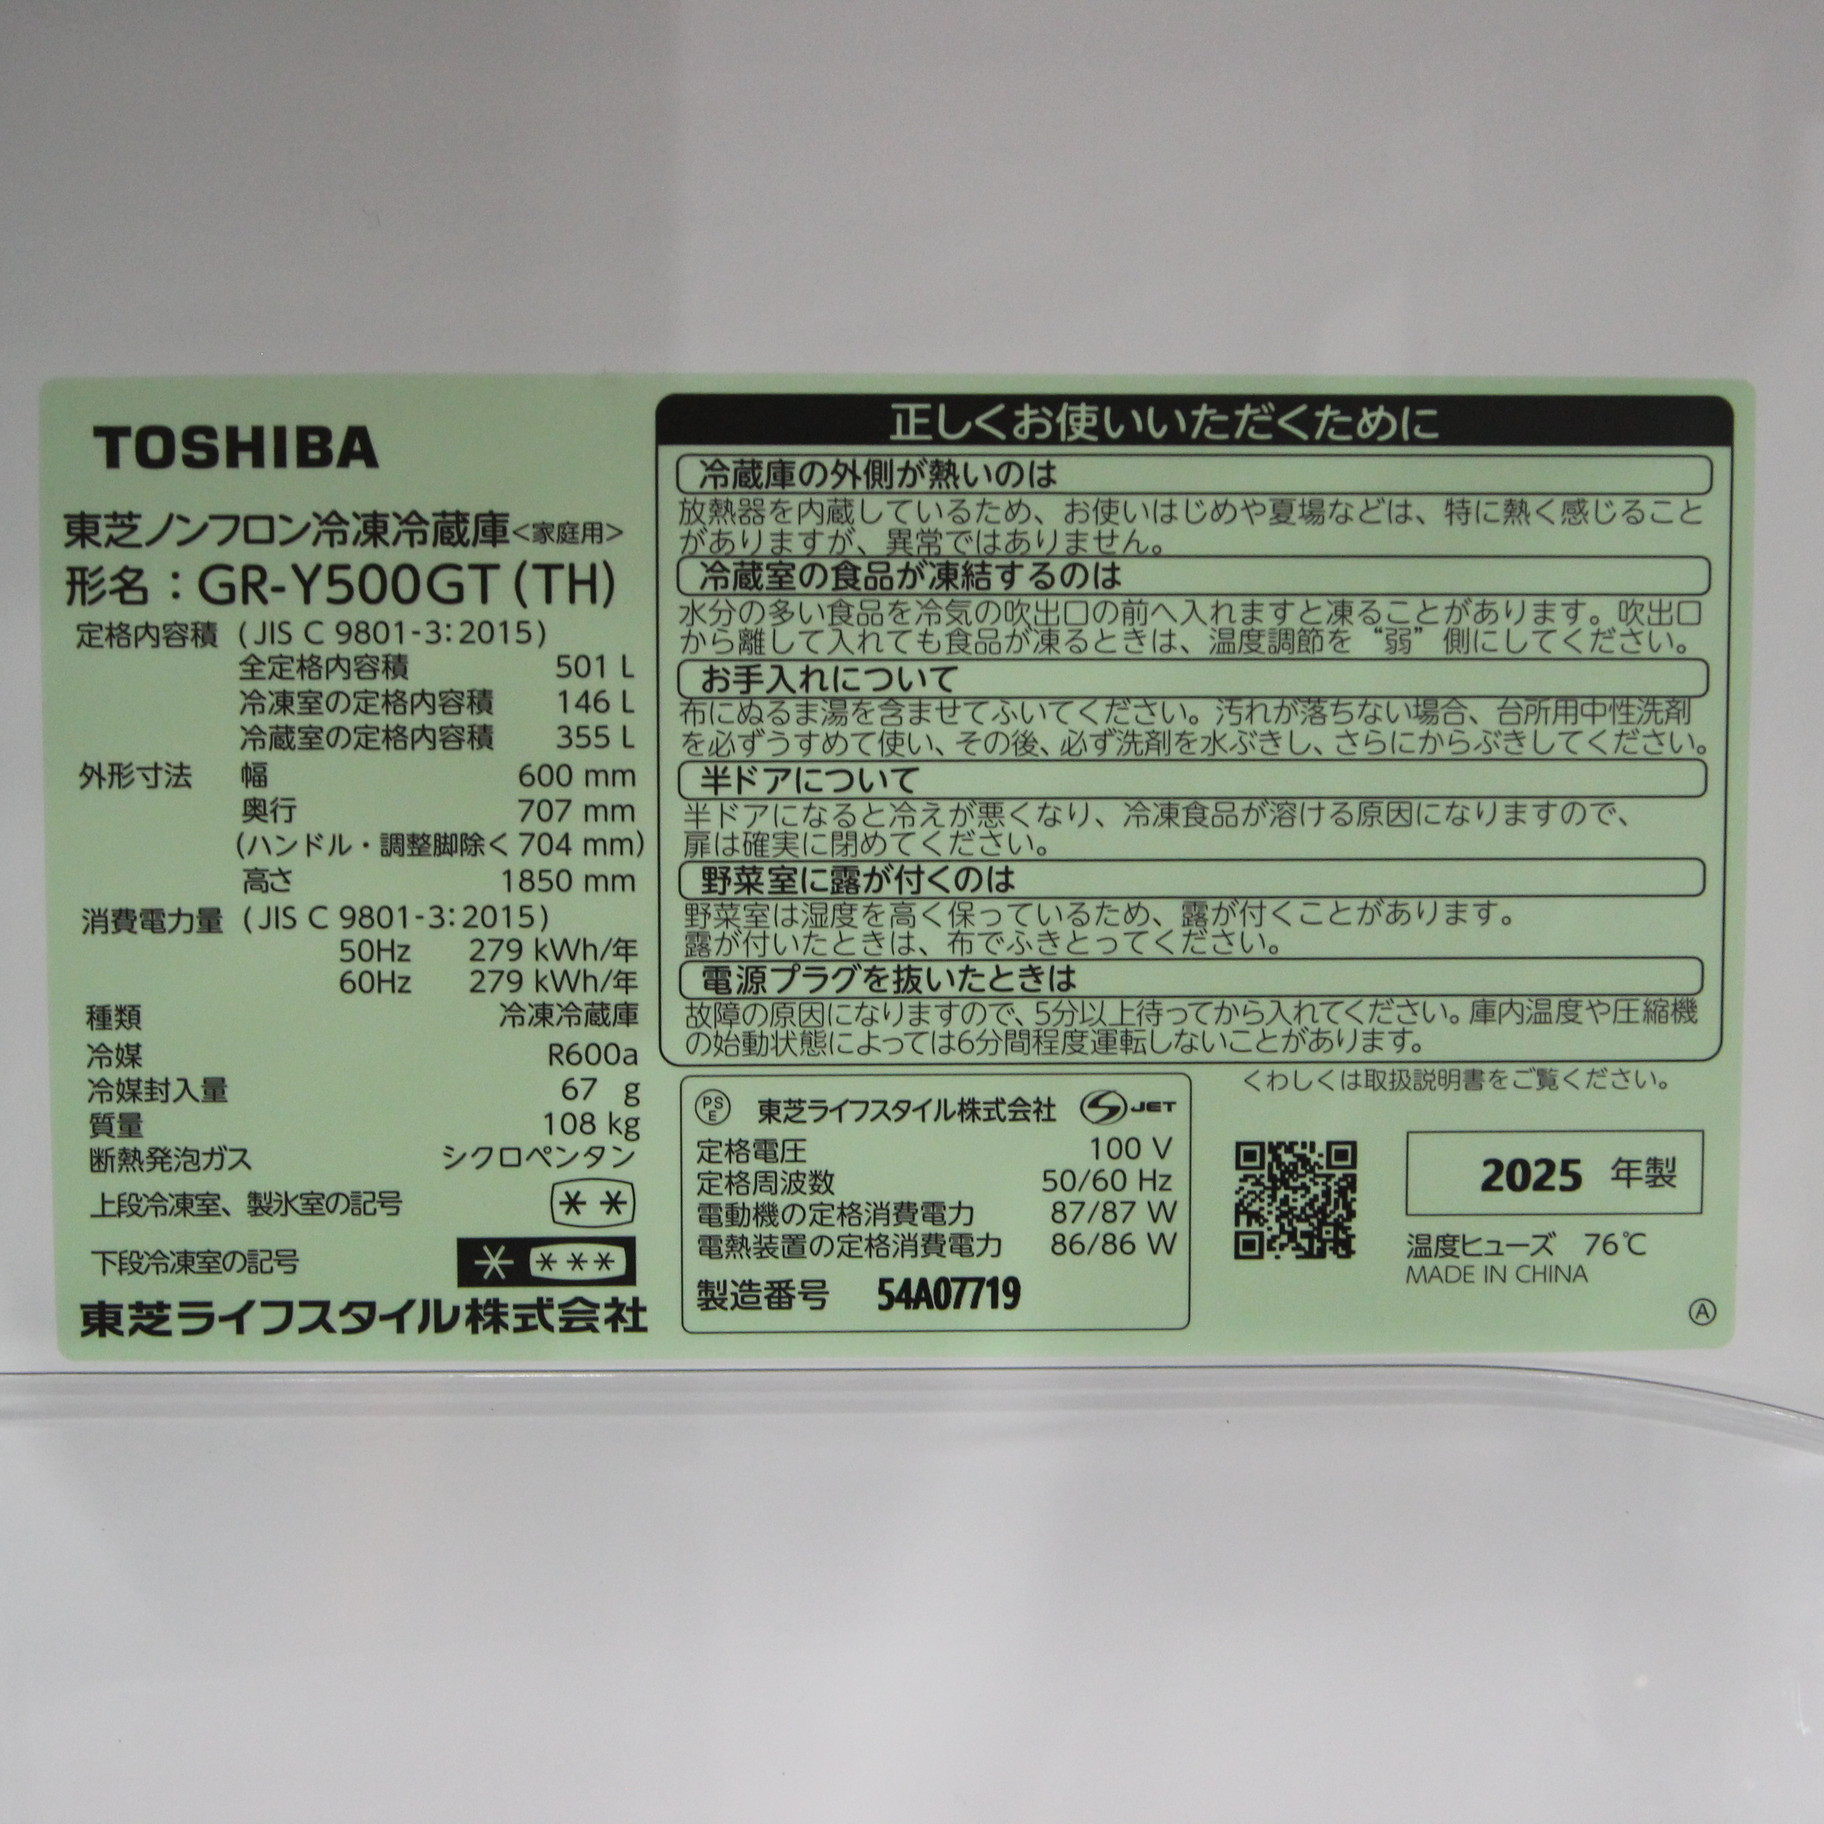 TOSHIBA
東芝ノンフロン冷凍冷蔵庫<家庭用>
形名：GR-Y500GT (TH)
定格内容積 (JIS C 9801-3:2015)
全定格内容積 501 L
冷凍室の定格内容積 146 L
冷蔵室の定格内容積 355 L
外形寸法 幅 600 mm
奥行 707 mm
(ハンドル・調整脚除く 704 mm)
高さ 1850 mm
消費電力量 (JIS C 9801-3:2015)
50Hz 279 kWh/年
60Hz 279 kWh/年
種類 冷凍冷蔵庫
冷媒 R600a
冷媒封入量 67 g
質量 108 kg
断熱発泡ガス シクロペンタン
上段冷凍室、製氷室の記号 ＊＊
下段冷凍室の記号 ＊ ＊＊＊
東芝ライフスタイル株式会社
正しくお使いいただくために
冷蔵庫の外側が熱いのは
放熱器を内蔵しているため、お使いはじめや夏場などは、特に熱く感じること
がありますが、異常ではありません。
冷蔵室の食品が凍結するのは
水分の多い食品を冷気の吹出口の前へ入れますと凍ることがあります。吹出口
から離して入れても食品が凍るときは、温度調節を“弱”側にしてください。
お手入れについて
布にぬるま湯を含ませてふいてください。汚れが落ちない場合、台所用中性洗剤
を必ずうすめて使い、その後、必ず洗剤を水ぶきし、さらにからぶきしてください。
半ドアについて
半ドアになると冷えが悪くなり、冷凍食品が溶ける原因になりますので、
扉は確実に閉めてください。
野菜室に露が付くのは
野菜室は湿度を高く保っているため、露が付くことがあります。
露が付いたときは、布でふきとってください。
電源プラグを抜いたときは
故障の原因になりますので、5分以上待ってから入れてください。庫内温度や圧縮機
の始動状態によっては6分間程度運転しないことがあります。
くわしくは取扱説明書をご覧ください。
PSE 東芝ライフスタイル株式会社 JET
定格電圧 100 V
定格周波数 50/60 Hz
電動機の定格消費電力 87/87 W
電熱装置の定格消費電力 86/86 W
製造番号 54A07719
2025 年製
温度ヒューズ 76℃
MADE IN CHINA
Ⓐ